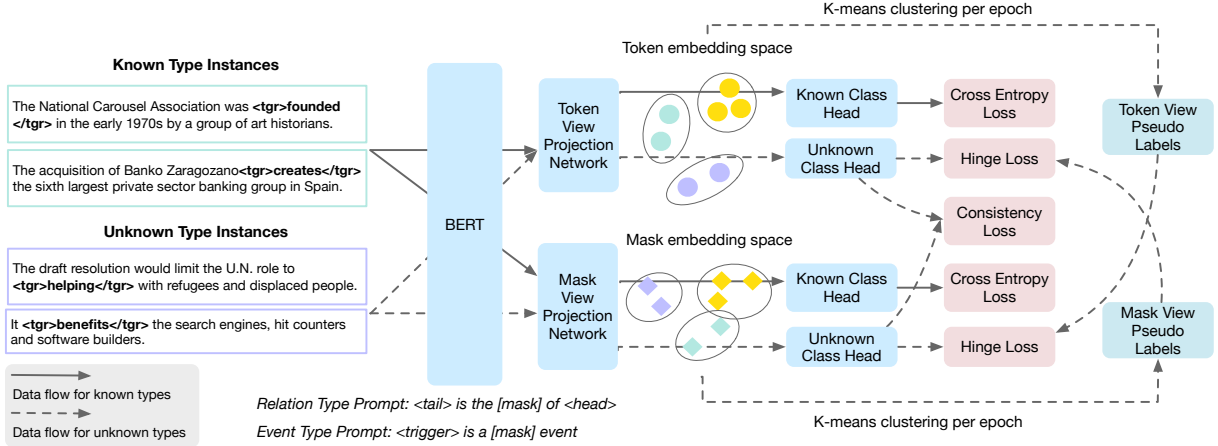 K-means clustering per epoch
Token embedding space
Known Type Instances
The National Carousel Association was <tgr>founded
</tgr> in the early 1970s by a group of art historians.
The acquisition of Banko Zaragozano<tgr>creates</tgr>
the sixth largest private sector banking group in Spain.
Unknown Type Instances
The draft resolution would limit the U.N. role to
<tgr>helping</tgr> with refugees and displaced people.
It <tgr>benefits</tgr> the search engines, hit counters
and software builders.
Data flow for known types
Data flow for unknown types
BERT
Token
View
Projection
Network
Known Class
Head
Cross Entropy
Loss
Unknown
Class Head
Hinge Loss
Token View
Pseudo
Labels
Consistency
Loss
Mask embedding space
Mask
View
Projection
Network
Known Class
Head
Cross Entropy
Loss
Unknown
Class Head
Hinge Loss
Mask View
Pseudo
Labels
K-means clustering per epoch
Relation Type Prompt: <tail> is the [mask] of <head>
Event Type Prompt: <trigger> is a [mask] event